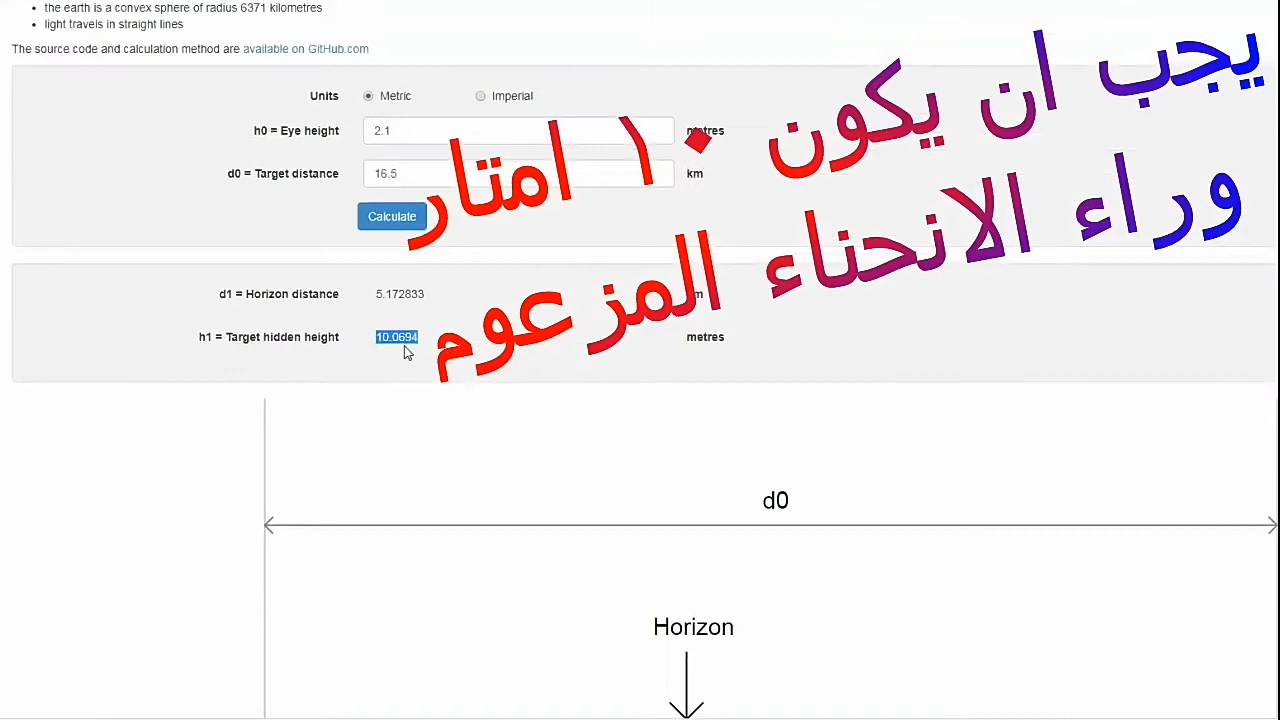 the earth is a convex sphere of radius 6371 kilometres
light travels in straight lines
The source code and calculation method are available on GitHub.com
Units Metric Imperial
h0 = Eye height 2.1 metres
d0 = Target distance 16.5 km
Calculate
يجب ان يكون ١٠ امتار
وراء الانحناء المزعوم
d1 = Horizon distance 5.172833
h1 = Target hidden height 10.0694 metres
d0
Horizon